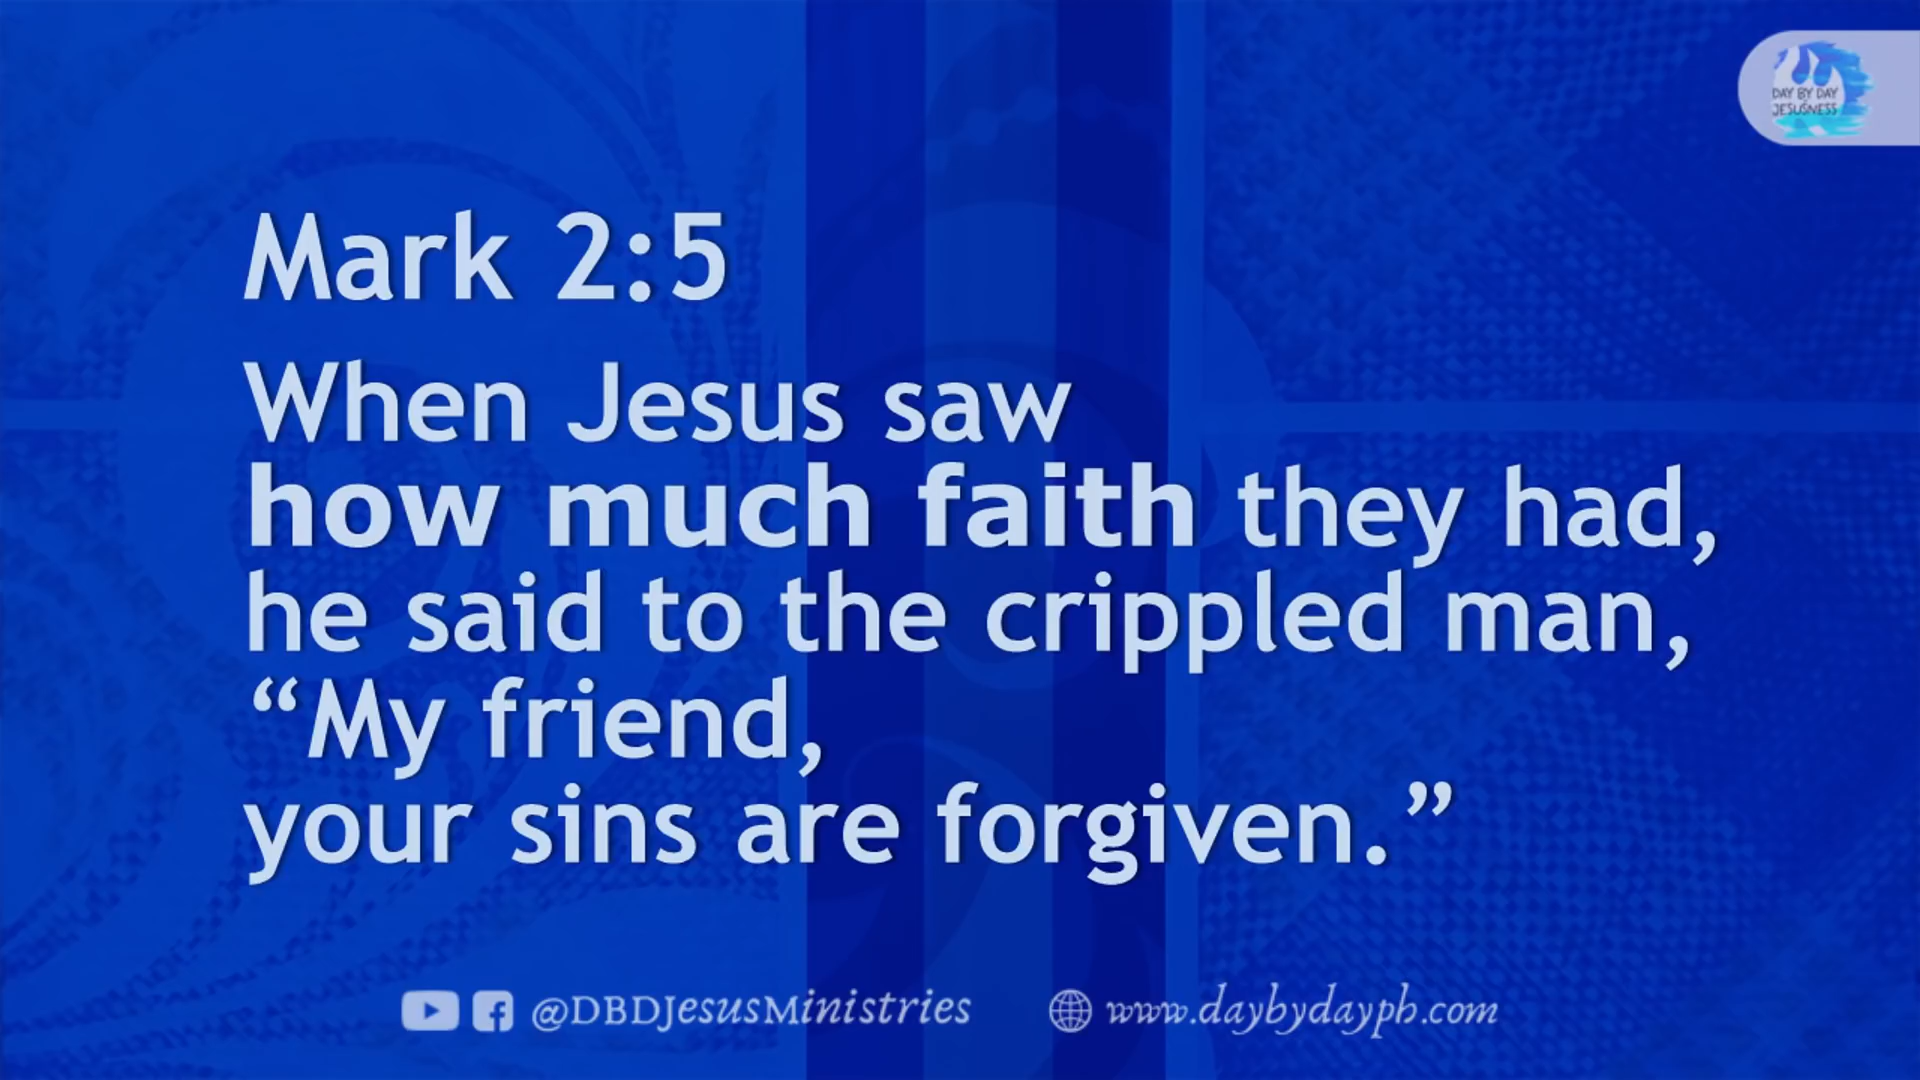 DAY BY DAY
JESUSNESS
Mark 2:5
When Jesus saw
how much faith they had,
he said to the crippled man,
“My friend,
your sins are forgiven.”
@DBDJesusMinistries www.daybydayph.com